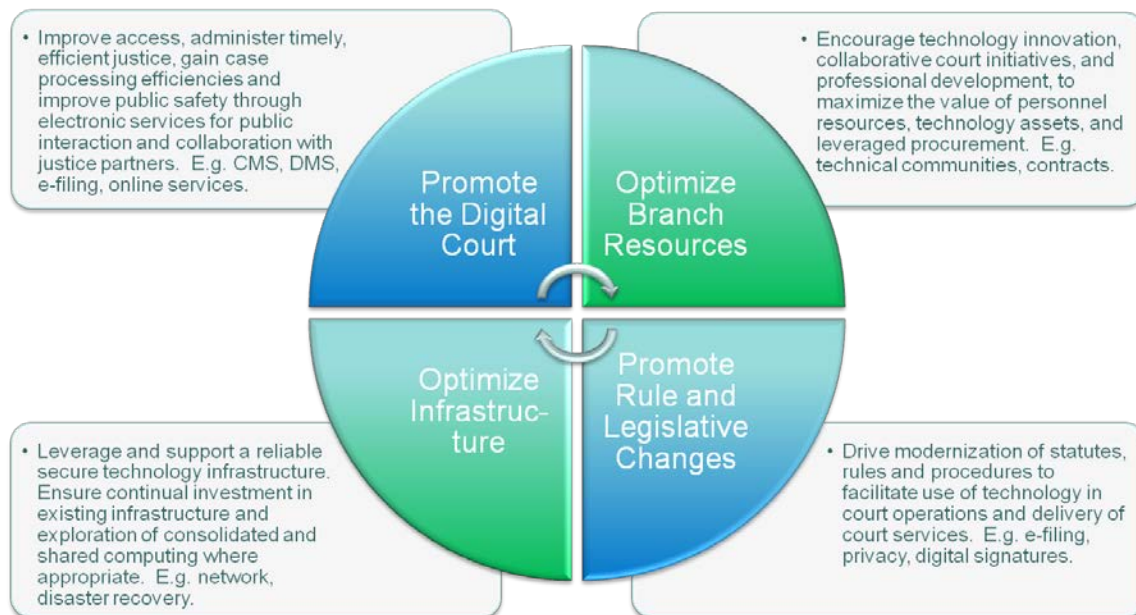 • Improve access, administer timely,
efficient justice, gain case
processing efficiencies and
improve public safety through
electronic services for public
interaction and collaboration with
justice partners.  E.g. CMS, DMS,
e-filing, online services.
Promote
the Digital
Court
Optimize
Branch
Resources
• Encourage technology innovation,
collaborative court initiatives, and
professional development, to
maximize the value of personnel
resources, technology assets, and
leveraged procurement.  E.g.
technical communities, contracts.
• Leverage and support a reliable
secure technology infrastructure.
Ensure continual investment in
existing infrastructure and
exploration of consolidated and
shared computing where
appropriate.  E.g. network,
disaster recovery.
Optimize
Infrastruc-
ture
Promote
Rule and
Legislative
Changes
• Drive modernization of statutes,
rules and procedures to
facilitate use of technology in
court operations and delivery of
court services.  E.g. e-filing,
privacy, digital signatures.